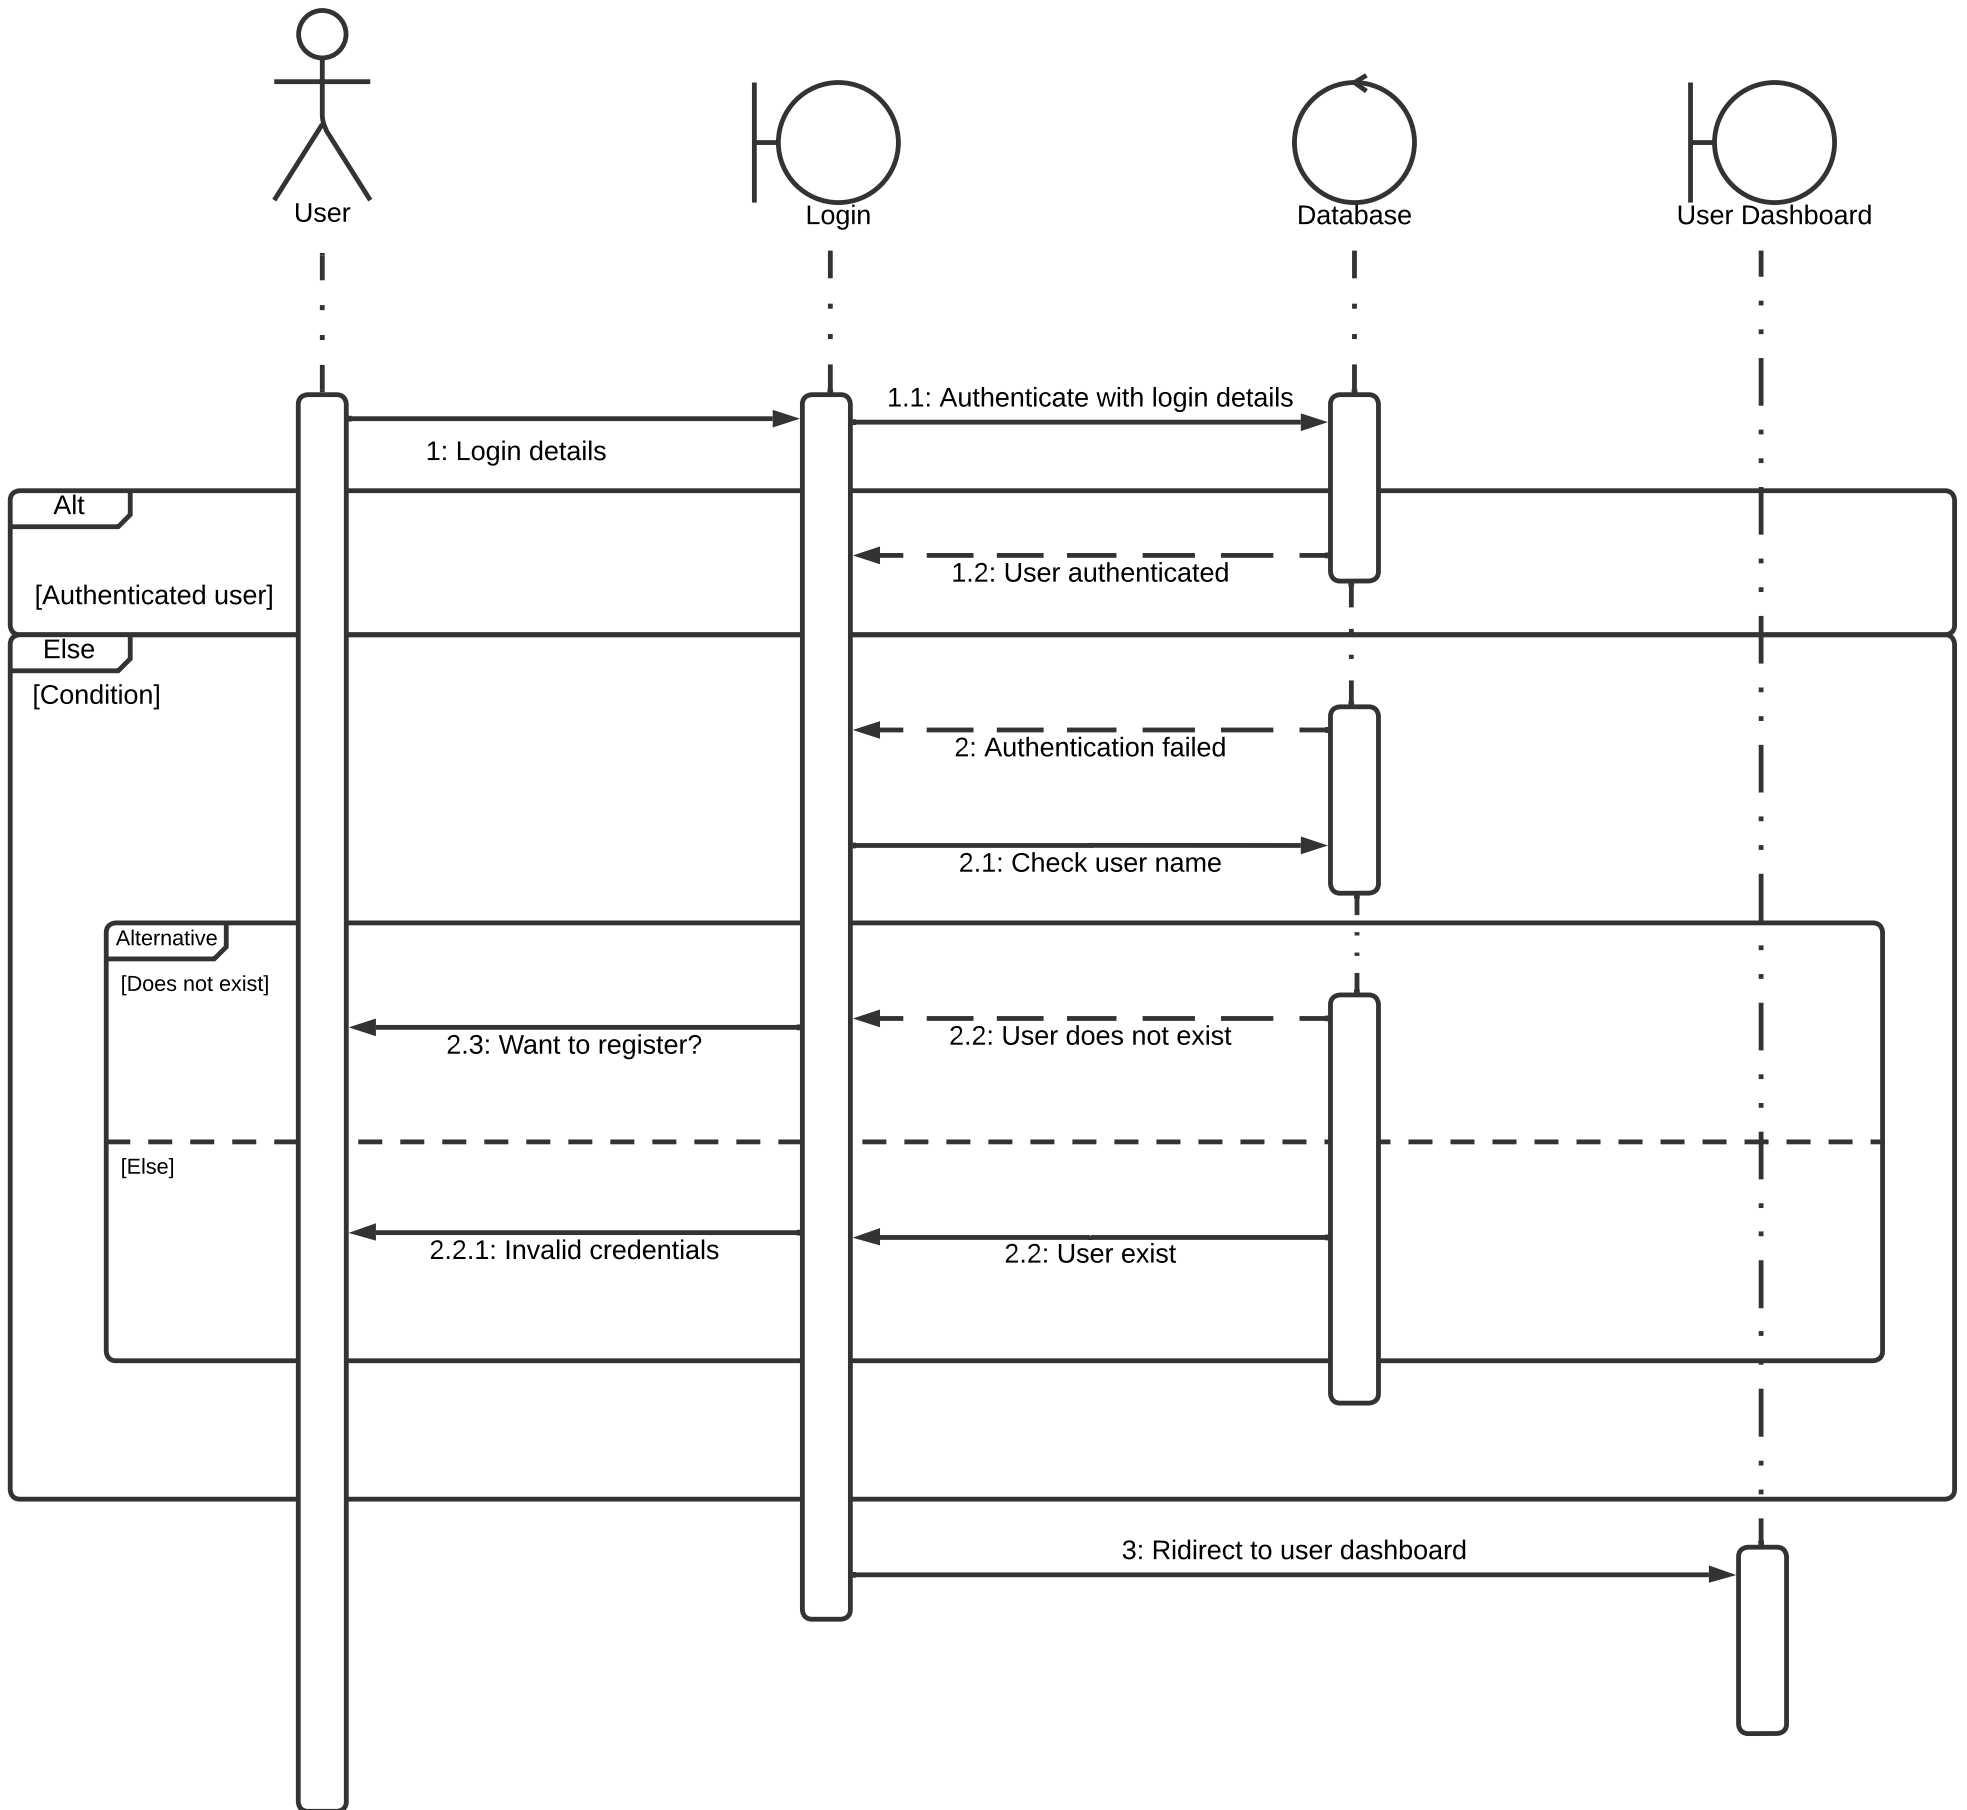 User
Login
Database
User Dashboard
1.1: Authenticate with login details
1: Login details
Alt
1.2: User authenticated
[Authenticated user]
Else
[Condition]
2: Authentication failed
2.1: Check user name
Alternative
[Does not exist]
2.2: User does not exist
2.3: Want to register?
[Else]
2.2.1: Invalid credentials
2.2: User exist
3: Ridirect to user dashboard